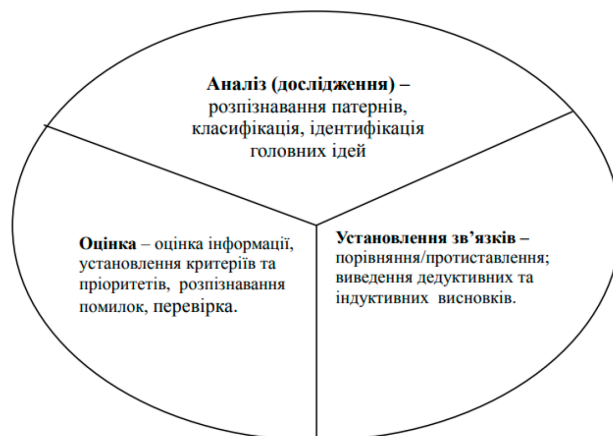 Аналіз (дослідження) –
розпізнавання патернів,
класифікація, ідентифікація
головних ідей
Оцінка – оцінка інформації,
установлення критеріїв та
пріоритетів, розпізнавання
помилок, перевірка.
Установлення зв’язків –
порівняння/протиставлення;
виведення дедуктивних та
індуктивних висновків.